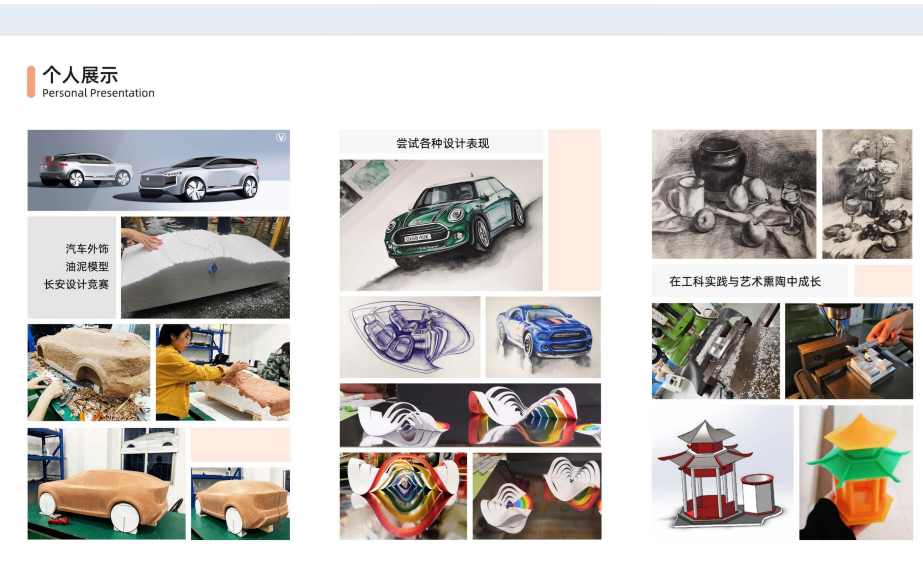 个人展示
Personal Presentation
汽车外饰
油泥模型
长安设计竞赛
尝试各种设计表现
在工科实践与艺术熏陶中成长